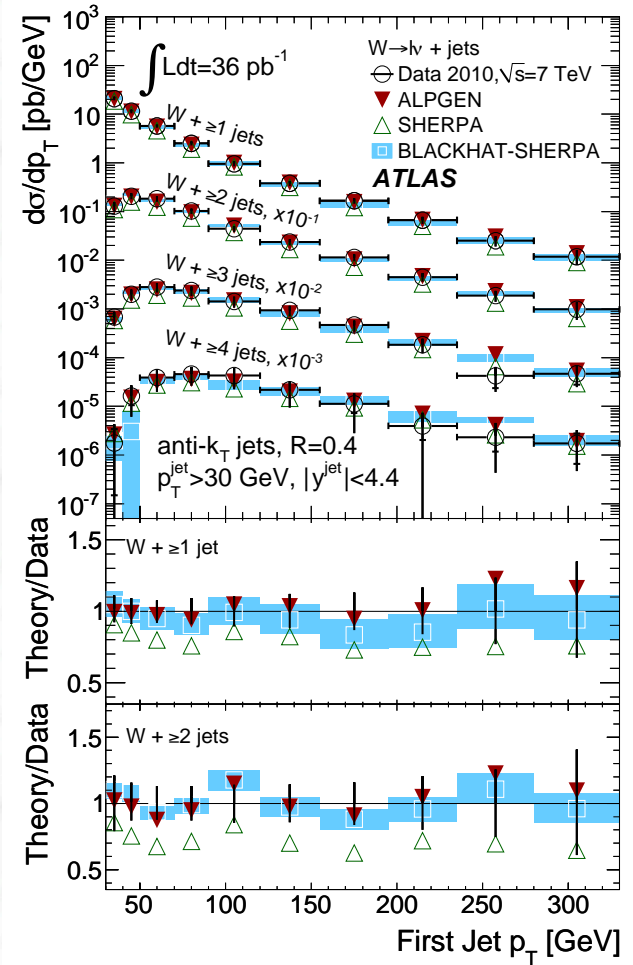 dσ/dp_T [pb/GeV]
10³
10²
10
1
10⁻¹
10⁻²
10⁻³
10⁻⁴
10⁻⁵
10⁻⁶
10⁻⁷
∫Ldt=36 pb⁻¹
W→lν + jets
Data 2010,√s=7 TeV
ALPGEN
SHERPA
BLACKHAT-SHERPA
ATLAS
W + ≥1 jets
W + ≥2 jets, x10⁻¹
W + ≥3 jets, x10⁻²
W + ≥4 jets, x10⁻³
anti-k_T jets, R=0.4
p_T^jet>30 GeV, |y^jet|<4.4
Theory/Data
1.5
1
0.5
W + ≥1 jet
Theory/Data
1.5
1
0.5
W + ≥2 jets
50 100 150 200 250 300
First Jet p_T [GeV]